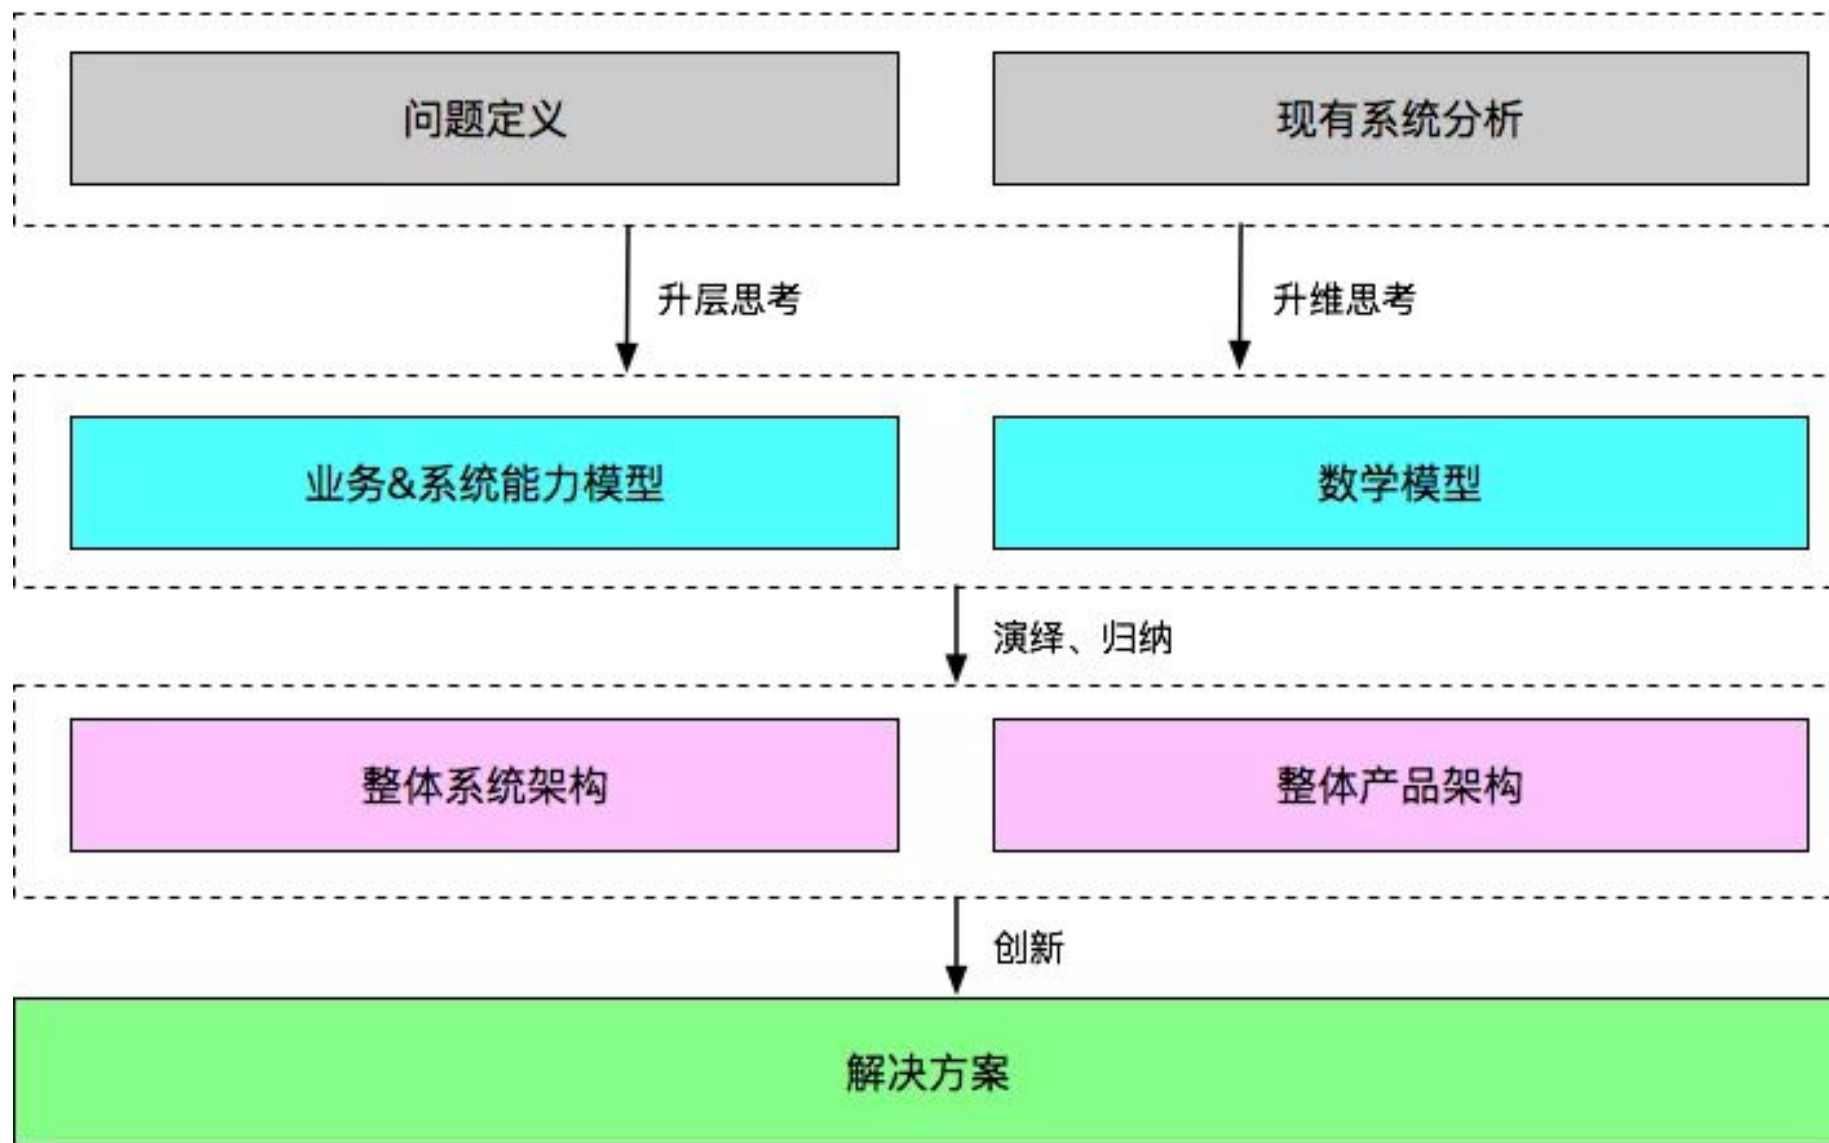 问题定义
现有系统分析
升层思考
升维思考
业务&系统能力模型
数学模型
演绎、归纳
整体系统架构
整体产品架构
创新
解决方案